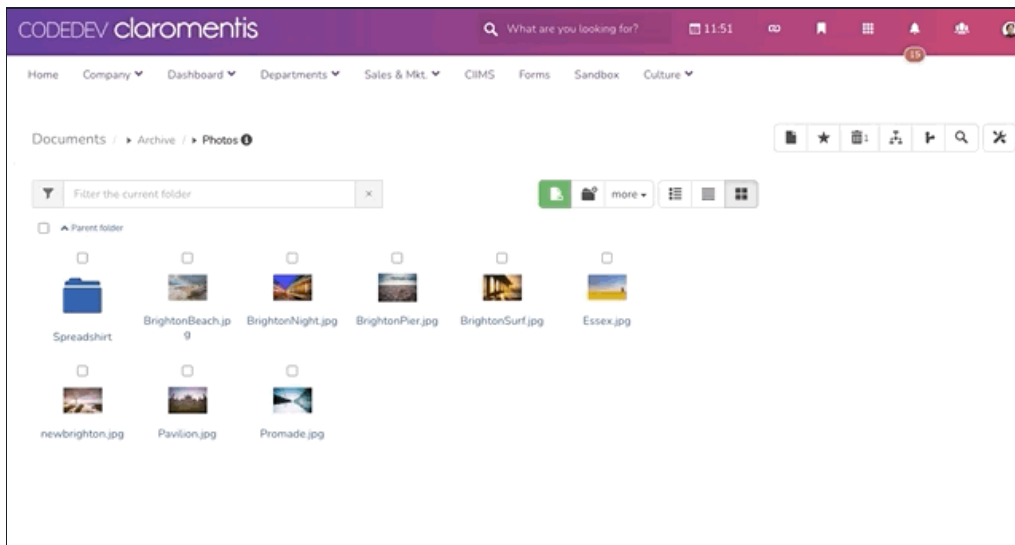 CODEDEV claromentis
What are you looking for?
11:51
15
Home Company Dashboard Departments Sales & Mkt. CIIMS Forms Sandbox Culture
Documents / Archive / Photos
1
Filter the current folder ×
more
Parent folder
Spreadshirt
BrightonBeach.jp
g
BrightonNight.jpg
BrightonPier.jpg
BrightonSurf.jpg
Essex.jpg
newbrighton.jpg
Pavilion.jpg
Promade.jpg